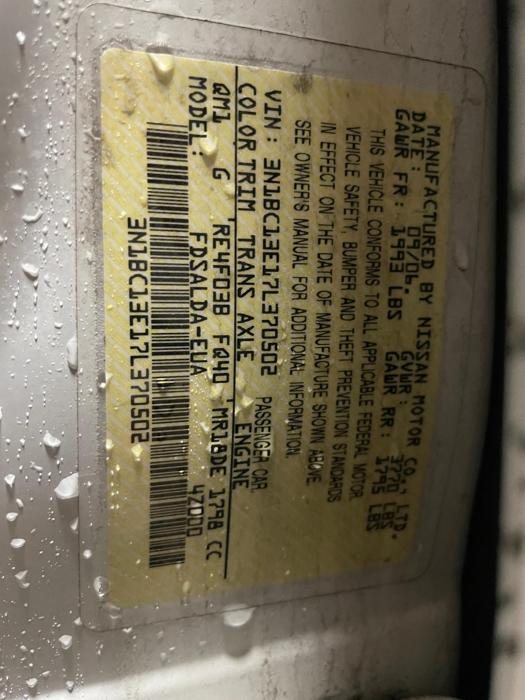 MANUFACTURED BY NISSAN MOTOR CO., LTD.
DATE: 09/06. GVWR: 3770 LBS
GAWR FR: 1993 LBS GAWR RR: 1795 LBS
THIS VEHICLE CONFORMS TO ALL APPLICABLE FEDERAL MOTOR
VEHICLE SAFETY, BUMPER AND THEFT PREVENTION STANDARDS
IN EFFECT ON THE DATE OF MANUFACTURE SHOWN ABOVE.
SEE OWNER'S MANUAL FOR ADDITIONAL INFORMATION.
VIN: 3N1BC13E17L370502 PASSENGER CAR
COLOR TRIM TRANS AXLE ENGINE
QM1 G RE4F03B FQ40 MR18DE 1798 CC
MODEL: FDSALDA-EUA 4Z000
3N1BC13E17L370502